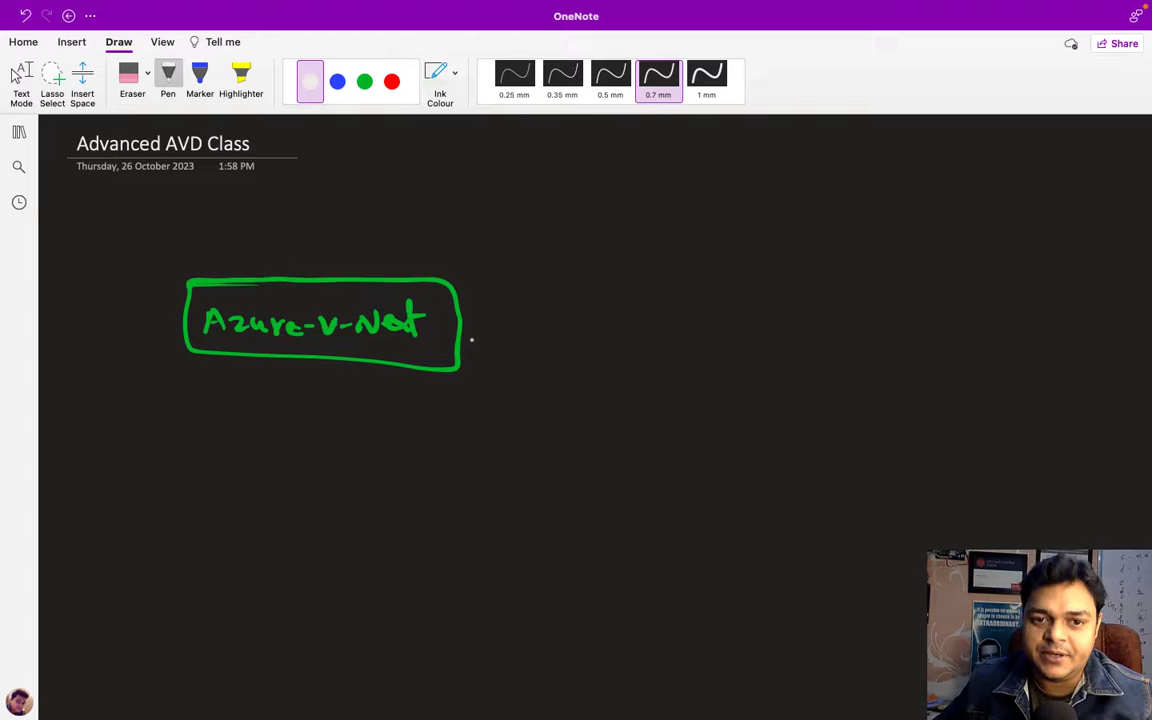 OneNote
Home Insert Draw View Tell me
Share
Text Mode
Lasso Select
Insert Space
Eraser
Pen
Marker
Highlighter
Ink Colour
0.25 mm
0.35 mm
0.5 mm
0.7 mm
1 mm
Advanced AVD Class
Thursday, 26 October 2023 1:58 PM
Azure-V-Net
EXTRAORDINARY.